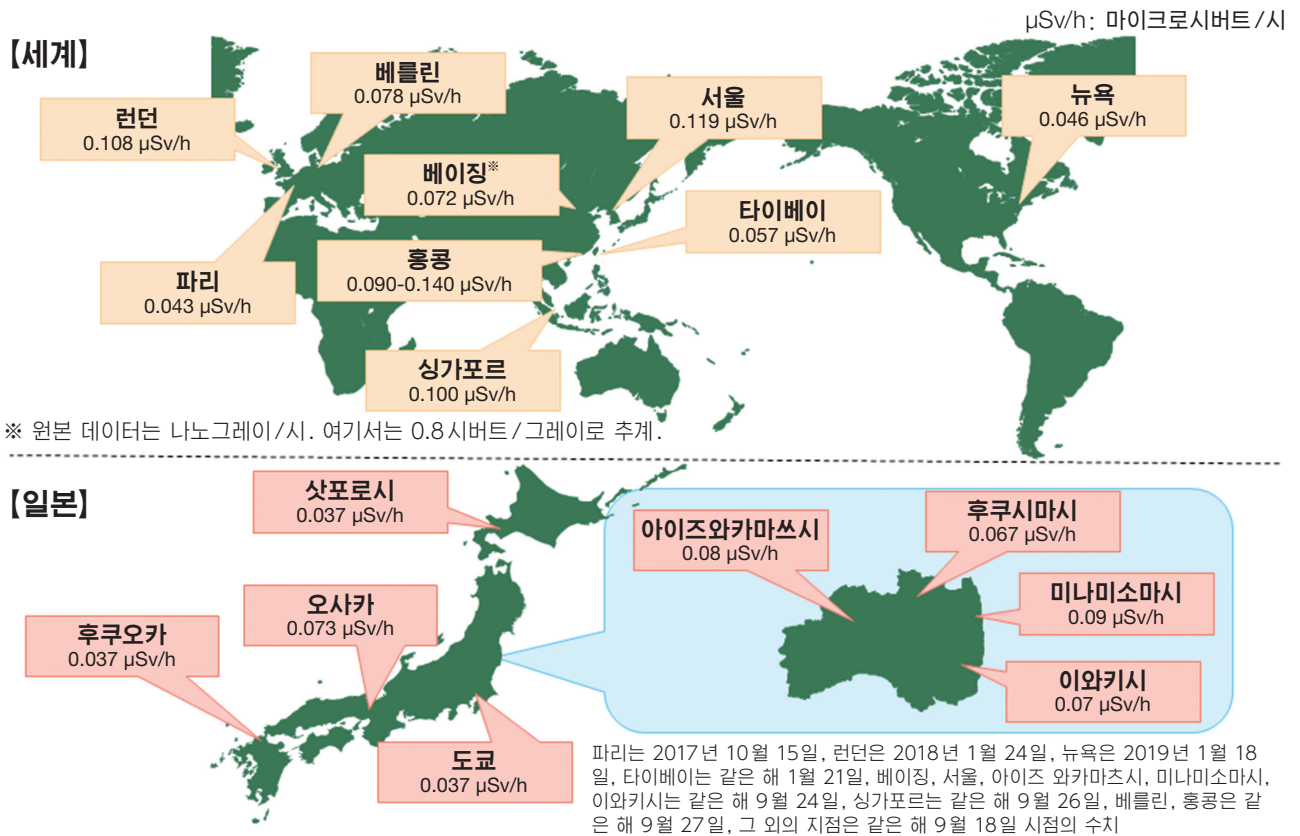 μSv/h: 마이크로시버트/시
【세계】
베를린
0.078 μSv/h
서울
0.119 μSv/h
뉴욕
0.046 μSv/h
런던
0.108 μSv/h
베이징※
0.072 μSv/h
타이베이
0.057 μSv/h
홍콩
0.090-0.140 μSv/h
파리
0.043 μSv/h
싱가포르
0.100 μSv/h
※ 원본 데이터는 나노그레이/시. 여기서는 0.8시버트/그레이로 추계.
【일본】
삿포로시
0.037 μSv/h
아이즈와카마쓰시
0.08 μSv/h
후쿠시마시
0.067 μSv/h
오사카
0.073 μSv/h
미나미소마시
0.09 μSv/h
후쿠오카
0.037 μSv/h
이와키시
0.07 μSv/h
도쿄
0.037 μSv/h
파리는 2017년 10월 15일, 런던은 2018년 1월 24일, 뉴욕은 2019년 1월 18
일, 타이베이는 같은 해 1월 21일, 베이징, 서울, 아이즈 와카마츠시, 미나미소마시,
이와키시는 같은 해 9월 24일, 싱가포르는 같은 해 9월 26일, 베를린, 홍콩은 같
은 해 9월 27일, 그 외의 지점은 같은 해 9월 18일 시점의 수치